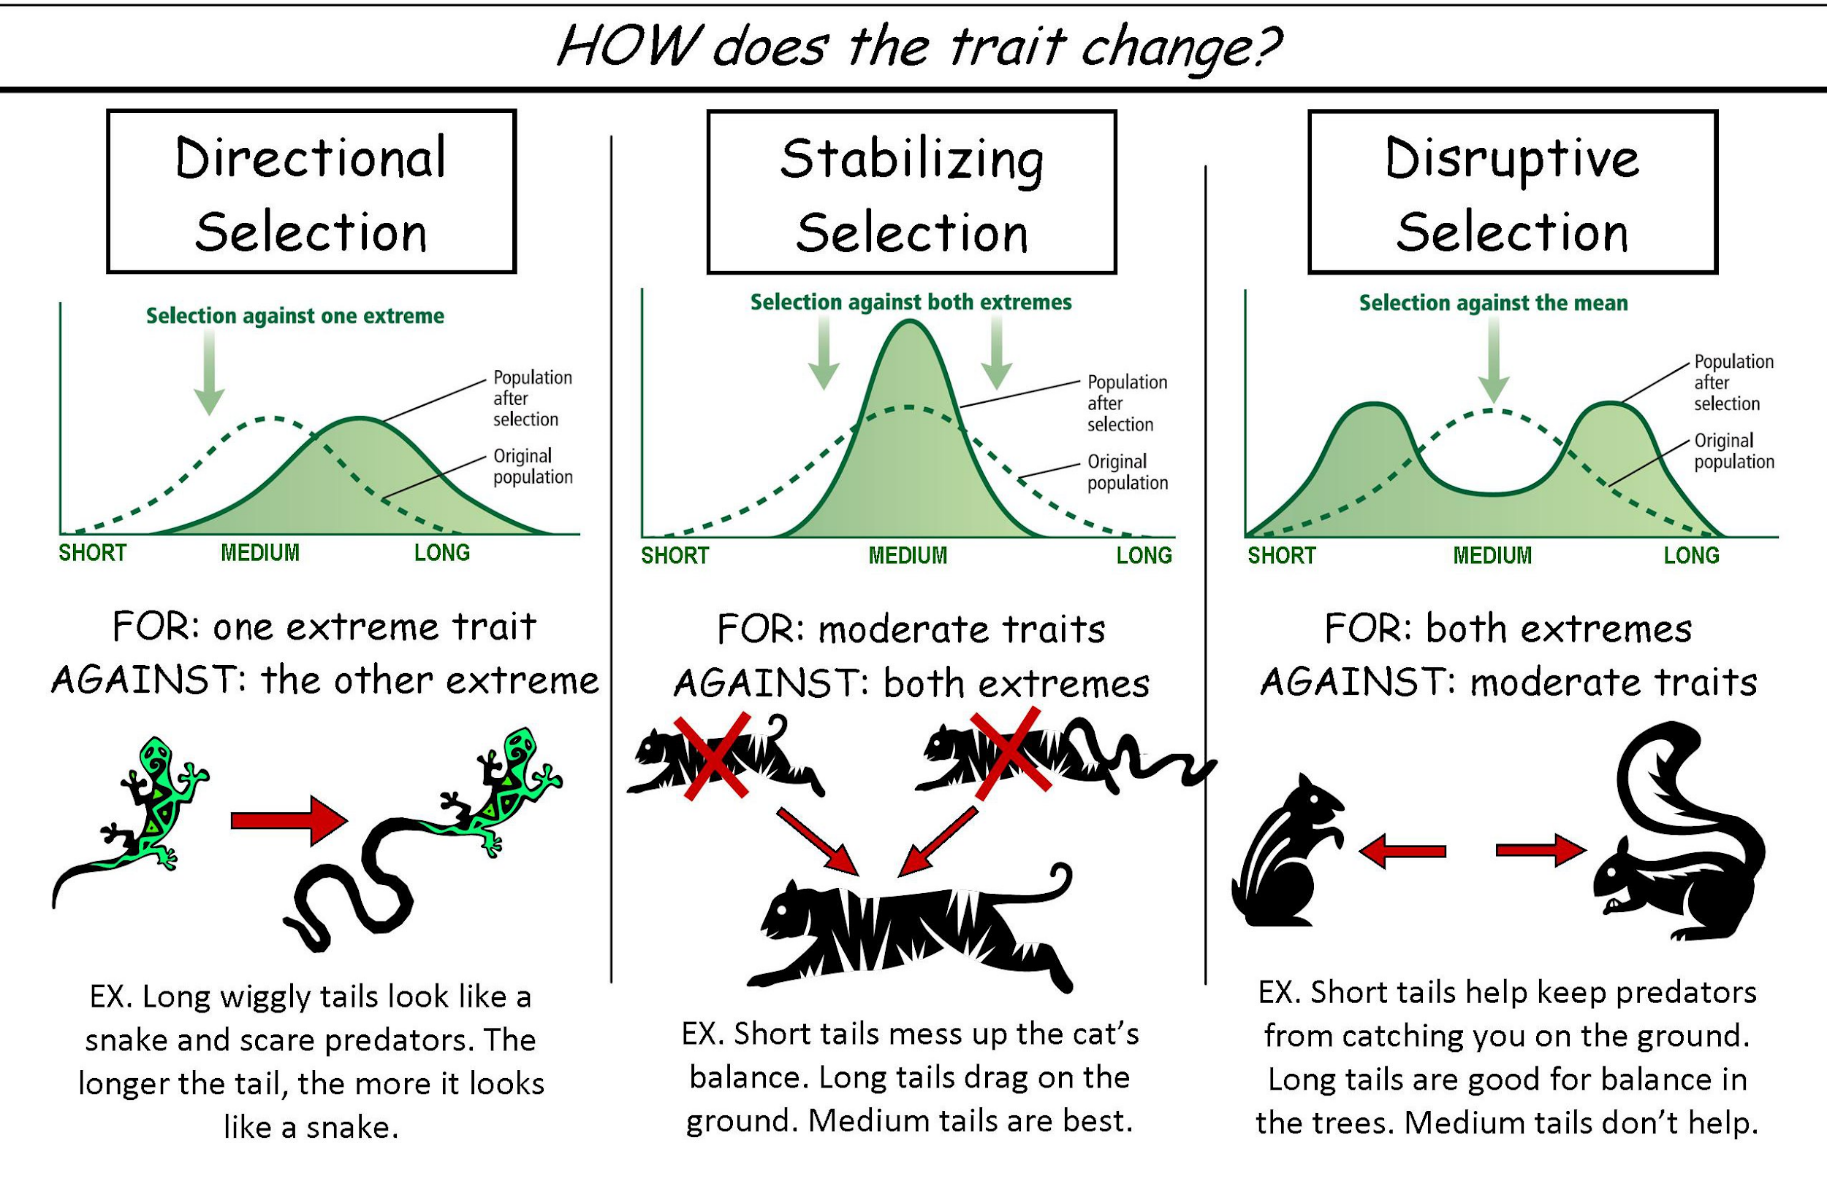 HOW does the trait change?
Directional
Selection
Selection against one extreme
Population
after
selection
Original
population
SHORT MEDIUM LONG
FOR: one extreme trait
AGAINST: the other extreme
EX. Long wiggly tails look like a
snake and scare predators. The
longer the tail, the more it looks
like a snake.
Stabilizing
Selection
Selection against both extremes
Population
after
selection
Original
population
SHORT MEDIUM LONG
FOR: moderate traits
AGAINST: both extremes
EX. Short tails mess up the cat’s
balance. Long tails drag on the
ground. Medium tails are best.
Disruptive
Selection
Selection against the mean
Population
after
selection
Original
population
SHORT MEDIUM LONG
FOR: both extremes
AGAINST: moderate traits
EX. Short tails help keep predators
from catching you on the ground.
Long tails are good for balance in
the trees. Medium tails don’t help.